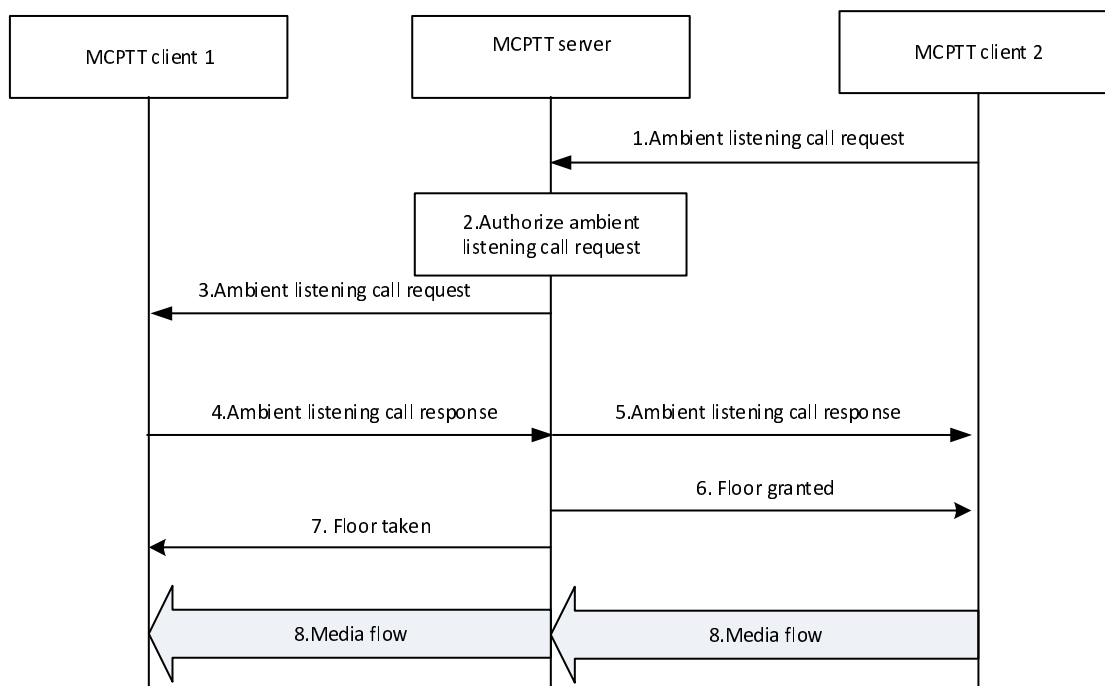 MCPTT client 1
MCPTT server
MCPTT client 2
1.Ambient listening call request
2.Authorize ambient
listening call request
3.Ambient listening call request
4.Ambient listening call response
5.Ambient listening call response
6. Floor granted
7. Floor taken
8.Media flow
8.Media flow